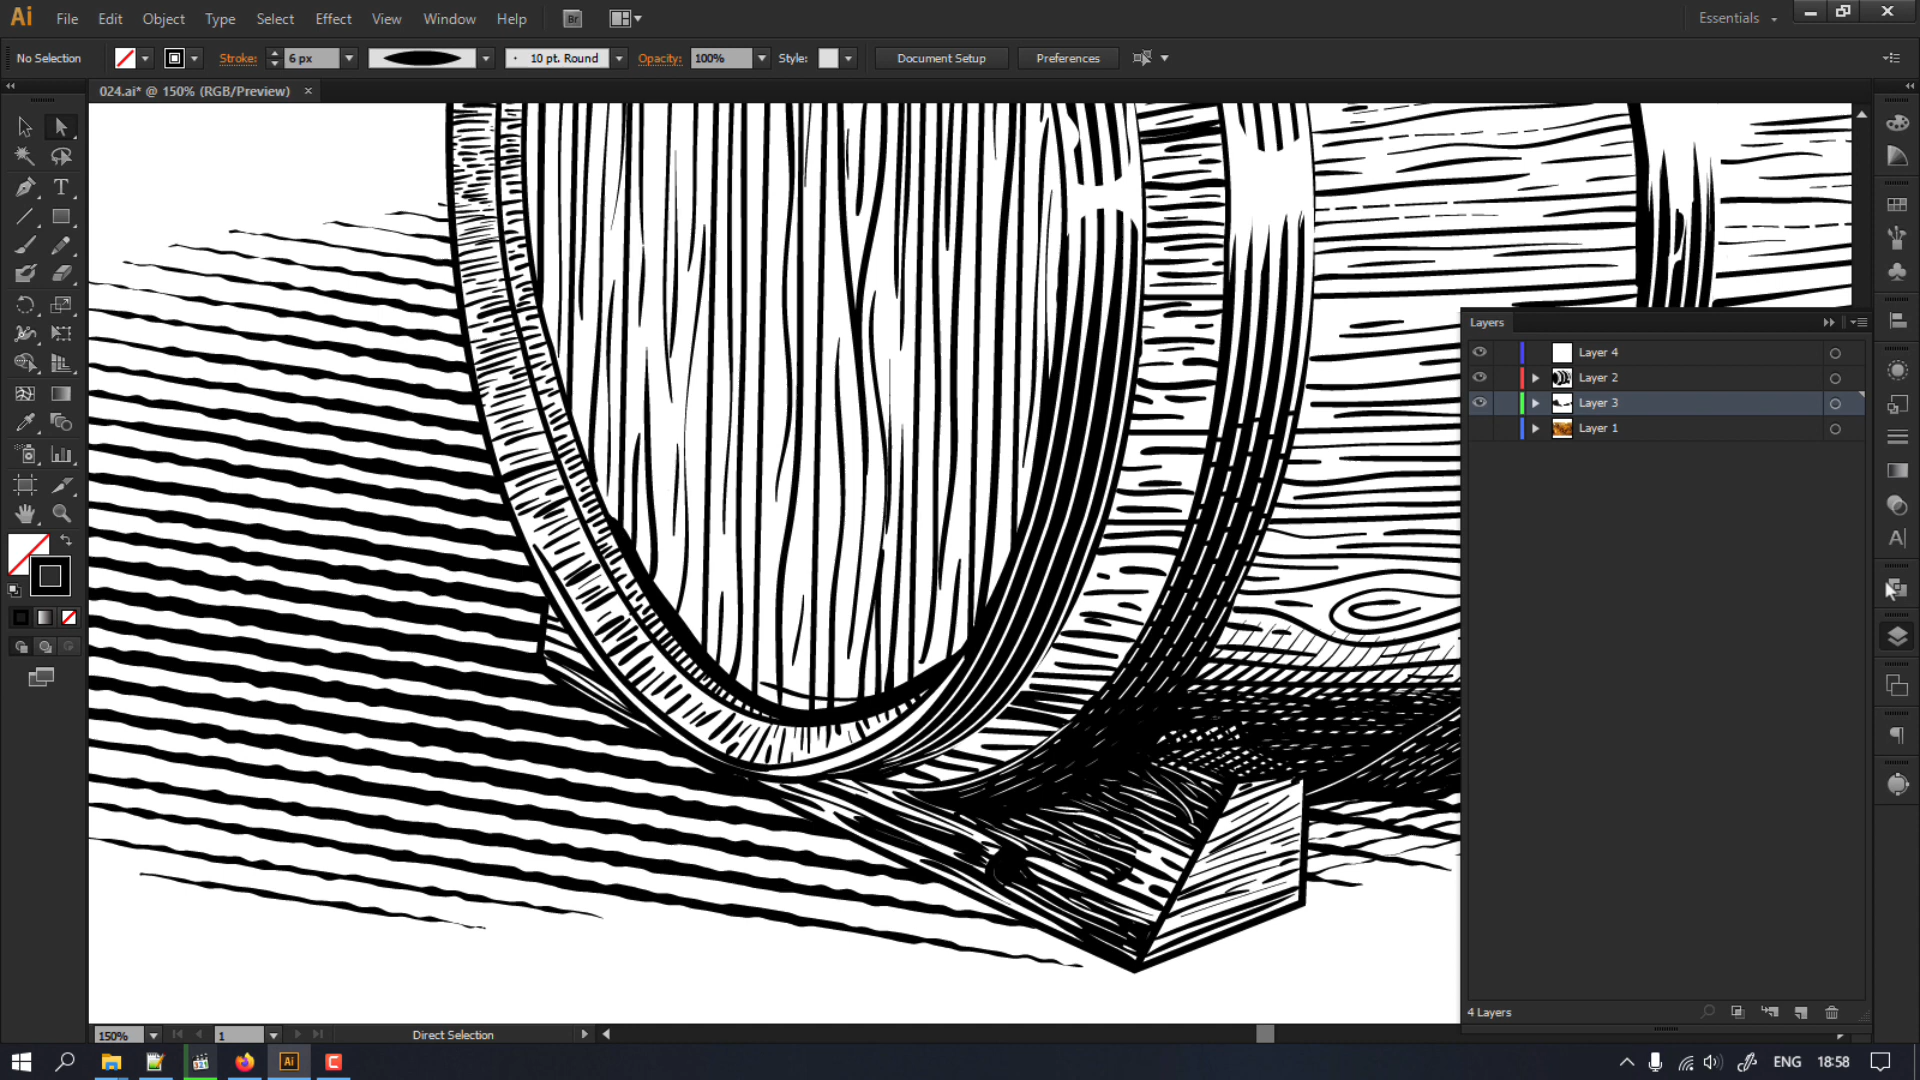 Ai File Edit Object Type Select Effect View Window Help Br Essentials
No Selection Stroke: 6 px 10 pt. Round Opacity: 100% Style: Document Setup Preferences
024.ai* @ 150% (RGB/Preview)
Layers
Layer 4
Layer 2
Layer 3
Layer 1
4 Layers
150% 1 Direct Selection
Ai ENG 18:58